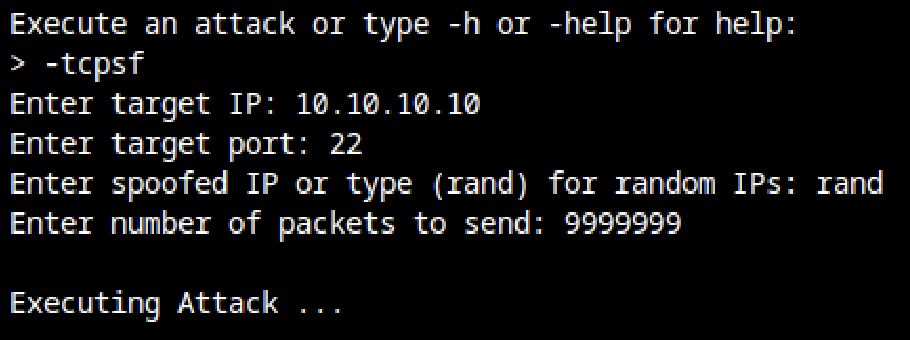 Execute an attack or type -h or -help for help:
> -tcpsf
Enter target IP: 10.10.10.10
Enter target port: 22
Enter spoofed IP or type (rand) for random IPs: rand
Enter number of packets to send: 9999999
Executing Attack ...